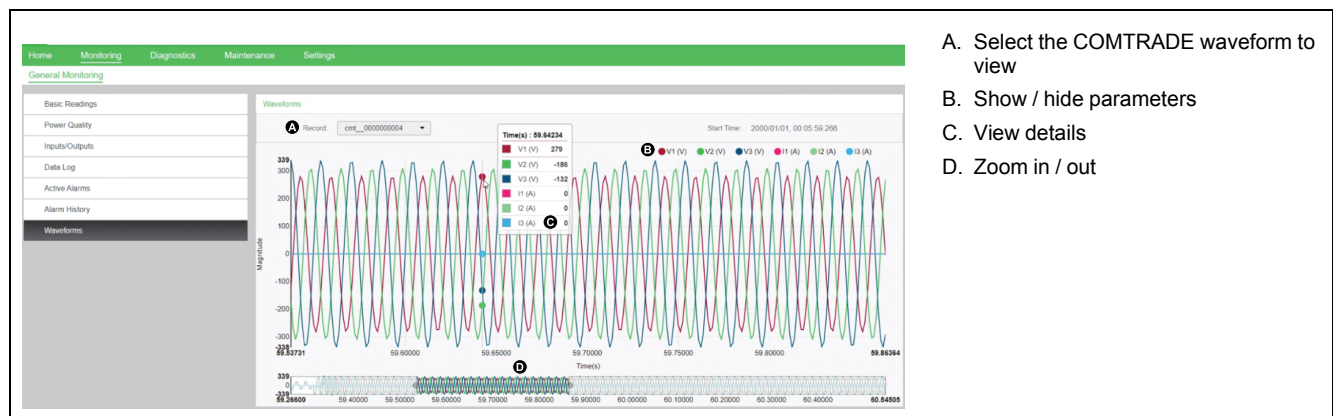 Home Monitoring Diagnostics Maintenance Settings
General Monitoring
Basic Readings
Power Quality
Inputs/Outputs
Data Log
Active Alarms
Alarm History
Waveforms
Waveforms
A Record: cmt__0000000004
Start Time: 2000/01/01, 00:05:59.266
Time(s) : 59.64234
V1 (V) 279
V2 (V) -186
V3 (V) -132
I1 (A) 0
I2 (A) 0
I3 (A) C 0
B V1 (V) V2 (V) V3 (V) I1 (A) I2 (A) I3 (A)
Magnitude
339
300
200
100
0
-100
-200
-300
-338
59.53731 59.60000 59.65000 59.70000 59.75000 59.80000 59.86364
Time(s)
D
339
0
-339
59.26609 59.40000 59.50000 59.60000 59.70000 59.80000 59.90000 60.00000 60.10000 60.20000 60.30000 60.40000 60.54505
A. Select the COMTRADE waveform to
view
B. Show / hide parameters
C. View details
D. Zoom in / out